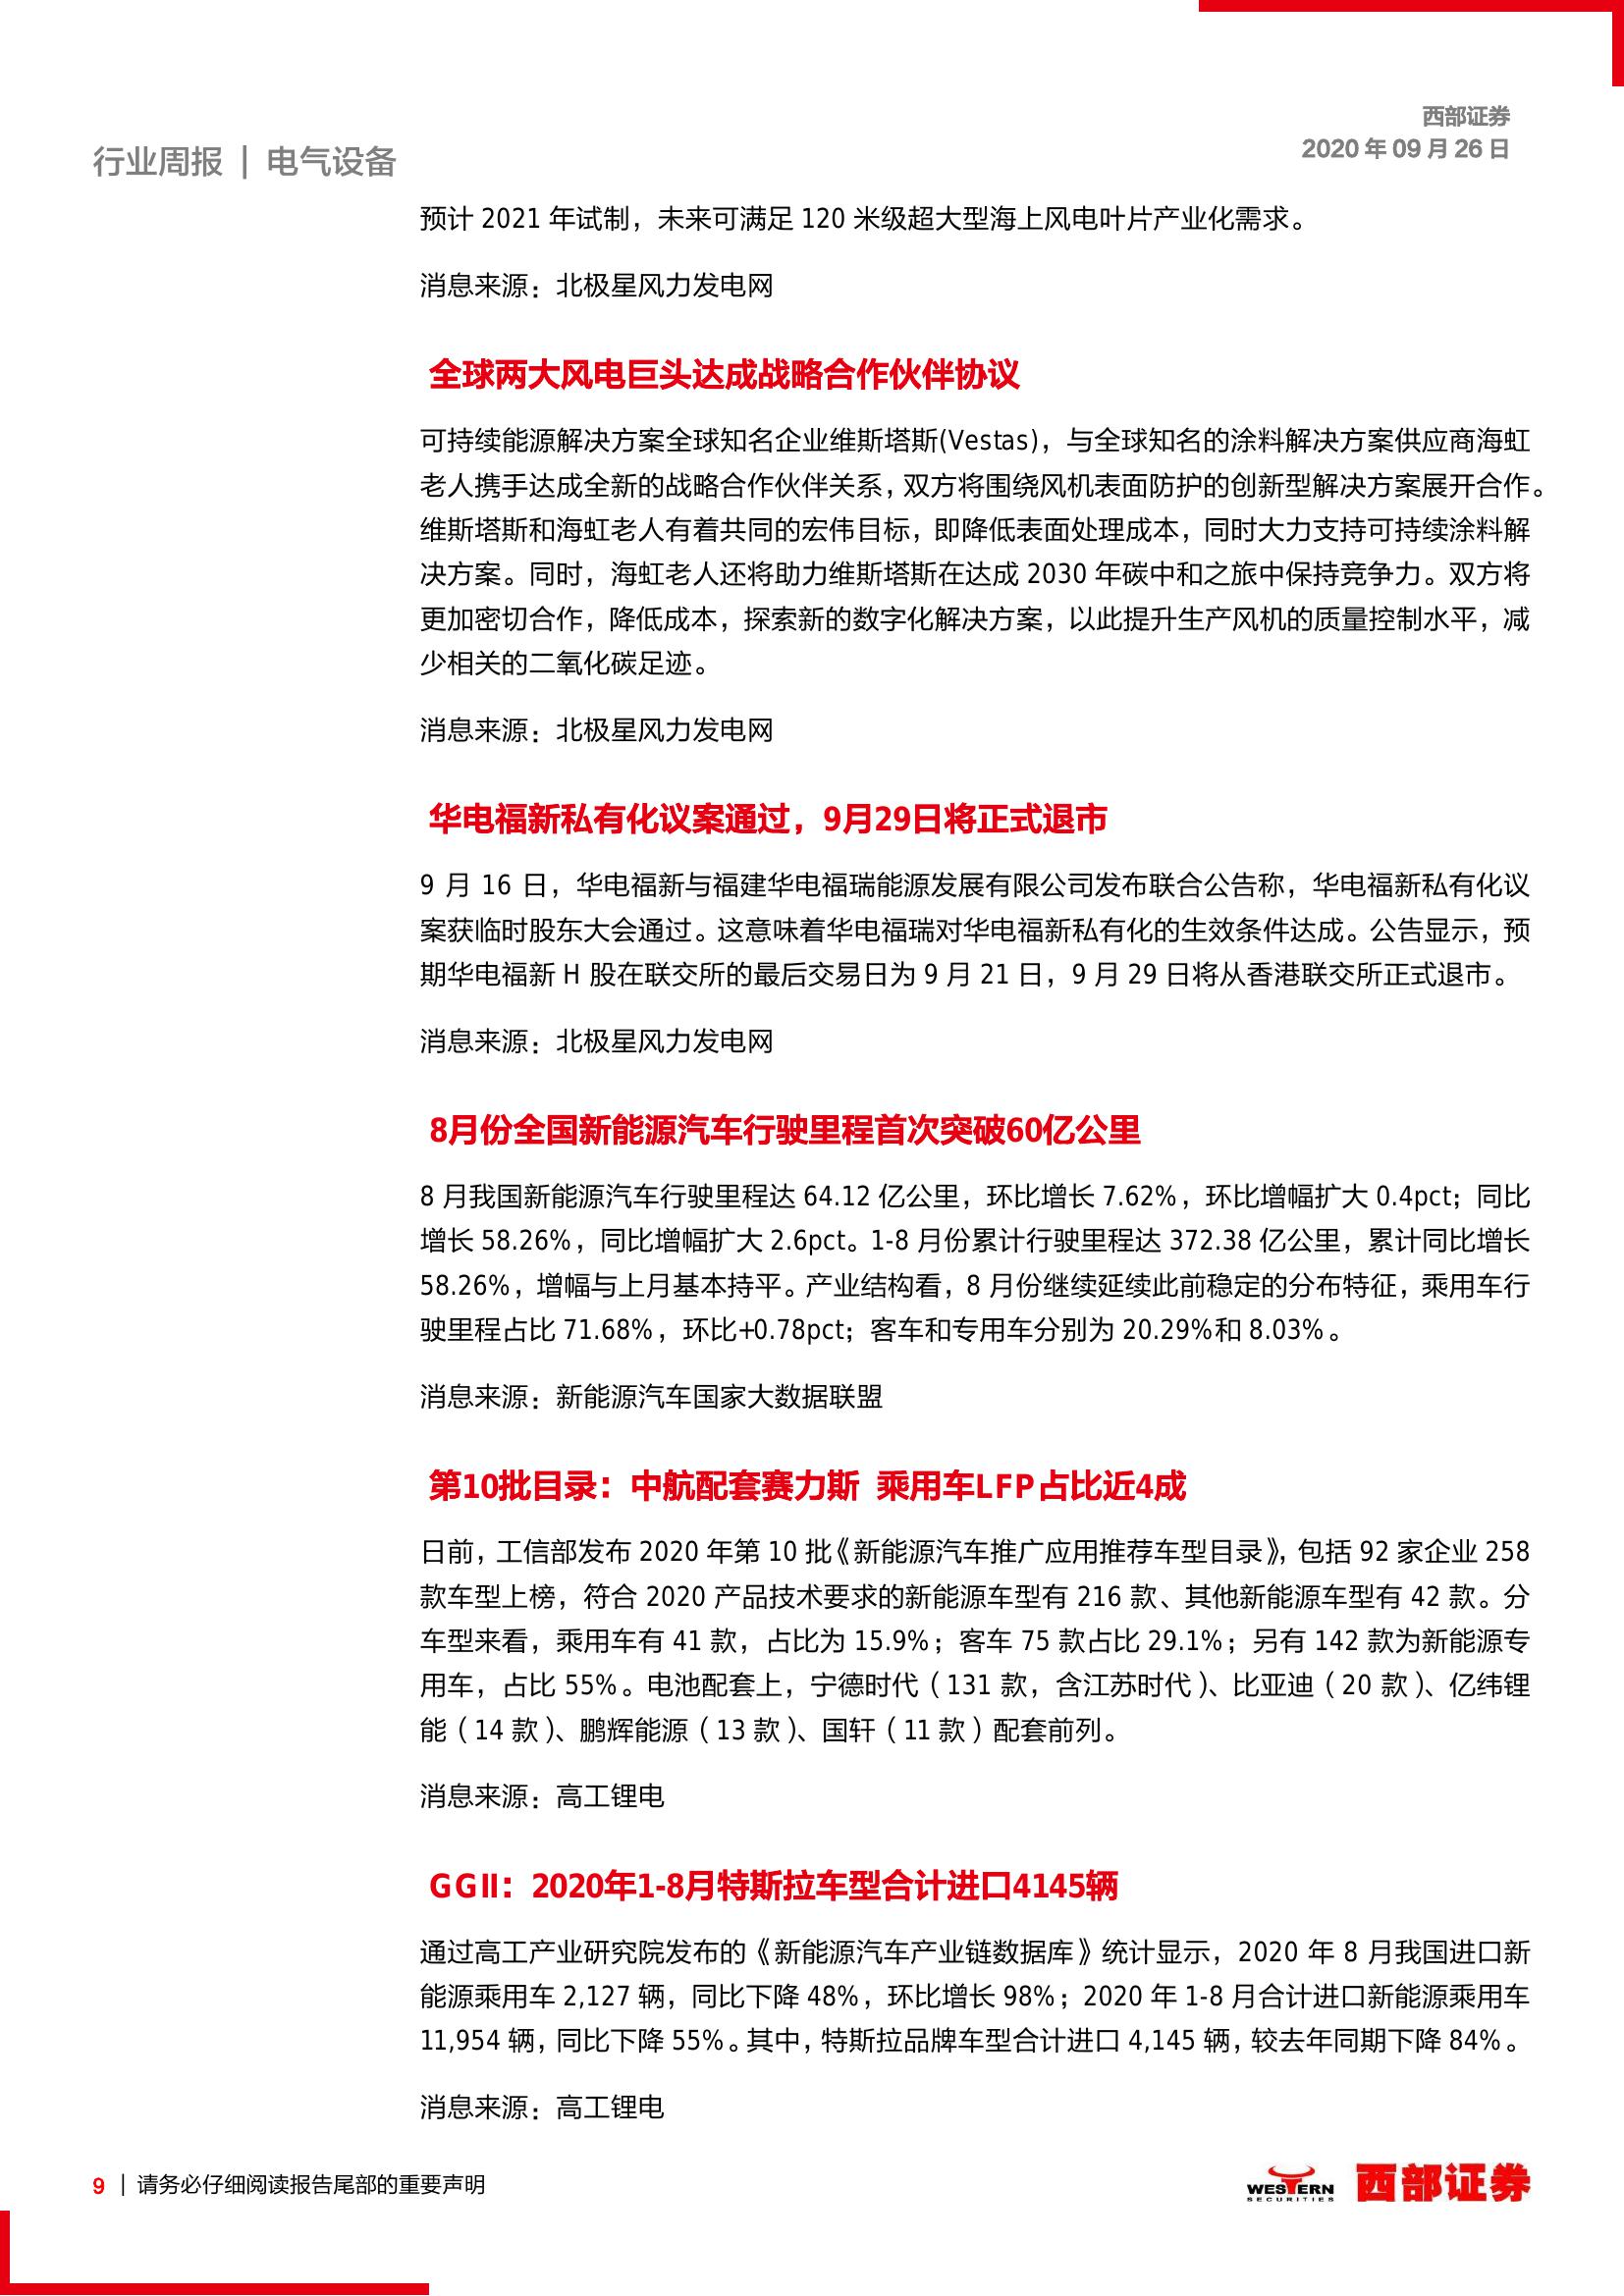 西部证券
2020 年 09 月 26 日
行业周报 | 电气设备
预计 2021 年试制，未来可满足 120 米级超大型海上风电叶片产业化需求。
消息来源：北极星风力发电网
全球两大风电巨头达成战略合作伙伴协议
可持续能源解决方案全球知名企业维斯塔斯(Vestas)，与全球知名的涂料解决方案供应商海虹
老人携手达成全新的战略合作伙伴关系，双方将围绕风机表面防护的创新型解决方案展开合作。
维斯塔斯和海虹老人有着共同的宏伟目标，即降低表面处理成本，同时大力支持可持续涂料解
决方案。同时，海虹老人还将助力维斯塔斯在达成 2030 年碳中和之旅中保持竞争力。双方将
更加密切合作，降低成本，探索新的数字化解决方案，以此提升生产风机的质量控制水平，减
少相关的二氧化碳足迹。
消息来源：北极星风力发电网
华电福新私有化议案通过，9月29日将正式退市
9 月 16 日，华电福新与福建华电福瑞能源发展有限公司发布联合公告称，华电福新私有化议
案获临时股东大会通过。这意味着华电福瑞对华电福新私有化的生效条件达成。公告显示，预
期华电福新 H 股在联交所的最后交易日为 9 月 21 日，9 月 29 日将从香港联交所正式退市。
消息来源：北极星风力发电网
8月份全国新能源汽车行驶里程首次突破60亿公里
8 月我国新能源汽车行驶里程达 64.12 亿公里，环比增长 7.62%，环比增幅扩大 0.4pct；同比
增长 58.26%，同比增幅扩大 2.6pct。1-8 月份累计行驶里程达 372.38 亿公里，累计同比增长
58.26%，增幅与上月基本持平。产业结构看，8 月份继续延续此前稳定的分布特征，乘用车行
驶里程占比 71.68%，环比+0.78pct；客车和专用车分别为 20.29%和 8.03%。
消息来源：新能源汽车国家大数据联盟
第10批目录：中航配套赛力斯 乘用车LFP占比近4成
日前，工信部发布 2020 年第 10 批《新能源汽车推广应用推荐车型目录》，包括 92 家企业 258
款车型上榜，符合 2020 产品技术要求的新能源车型有 216 款、其他新能源车型有 42 款。分
车型来看，乘用车有 41 款，占比为 15.9%；客车 75 款占比 29.1%；另有 142 款为新能源专
用车，占比 55%。电池配套上，宁德时代（131 款，含江苏时代）、比亚迪（20 款）、亿纬锂
能（14 款）、鹏辉能源（13 款）、国轩（11 款）配套前列。
消息来源：高工锂电
GGII：2020年1-8月特斯拉车型合计进口4145辆
通过高工产业研究院发布的《新能源汽车产业链数据库》统计显示，2020 年 8 月我国进口新
能源乘用车 2,127 辆，同比下降 48%，环比增长 98%；2020 年 1-8 月合计进口新能源乘用车
11,954 辆，同比下降 55%。其中，特斯拉品牌车型合计进口 4,145 辆，较去年同期下降 84%。
消息来源：高工锂电
9 | 请务必仔细阅读报告尾部的重要声明
WESTERN
SECURITIES
西部证券